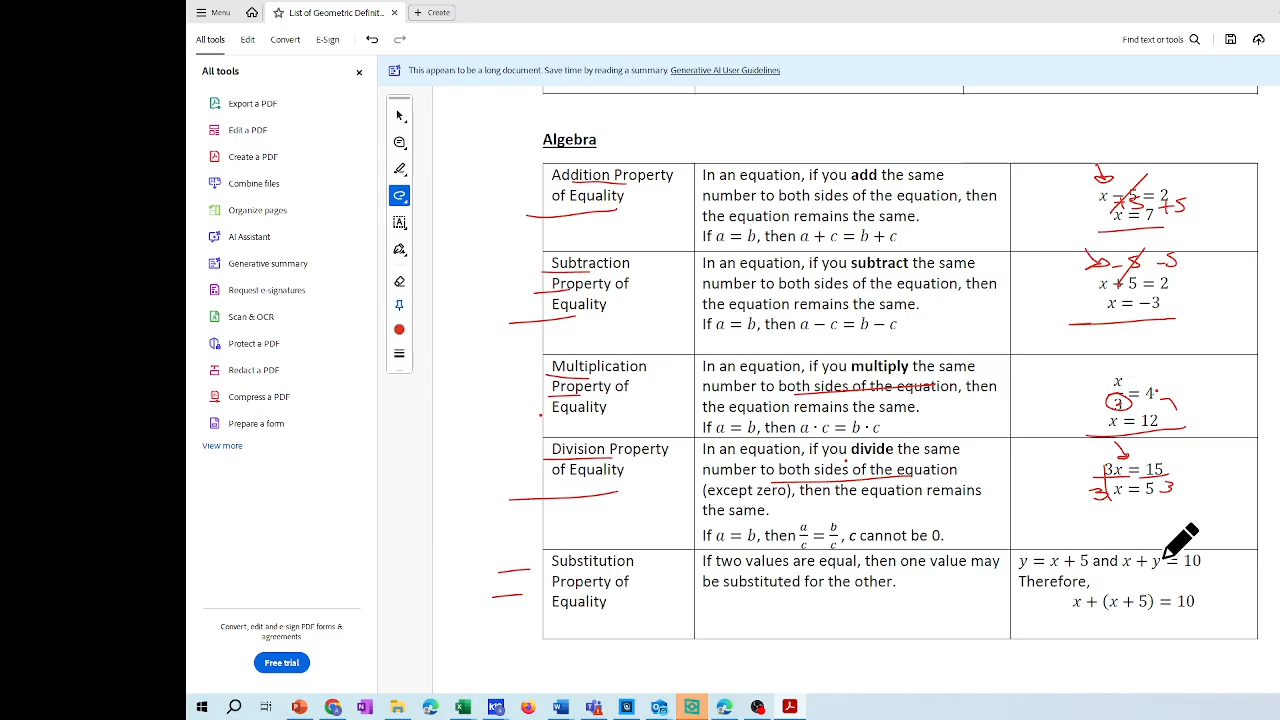 Menu
List of Geometric Definit...
Create
All tools
Edit
Convert
E-Sign
Find text or tools
All tools
This appears to be a long document. Save time by reading a summary. Generative AI User Guidelines
Export a PDF
Edit a PDF
Create a PDF
Combine files
Organize pages
AI Assistant
Generative summary
Request e-signatures
Scan & OCR
Protect a PDF
Redact a PDF
Compress a PDF
Prepare a form
View more
Convert, edit and e-sign PDF forms &
agreements
Free trial
Algebra
Addition Property
of Equality
In an equation, if you add the same
number to both sides of the equation, then
the equation remains the same.
If a = b, then a + c = b + c
x − 5 = 2
+5 +5
x = 7
Subtraction
Property of
Equality
In an equation, if you subtract the same
number to both sides of the equation, then
the equation remains the same.
If a = b, then a − c = b − c
-5 -5
x + 5 = 2
x = −3
Multiplication
Property of
Equality
In an equation, if you multiply the same
number to both sides of the equation, then
the equation remains the same.
If a = b, then a · c = b · c
x
3 = 4
x = 12
Division Property
of Equality
In an equation, if you divide the same
number to both sides of the equation
(except zero), then the equation remains
the same.
If a = b, then a/c = b/c, c cannot be 0.
3x = 15
3 x = 5 3
Substitution
Property of
Equality
If two values are equal, then one value may
be substituted for the other.
y = x + 5 and x + y = 10
Therefore,
x + (x + 5) = 10